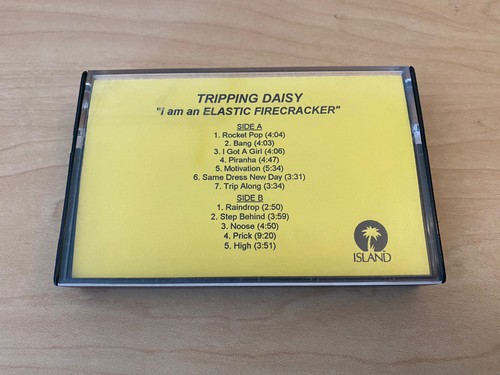 TRIPPING DAISY
"i am an ELASTIC FIRECRACKER"
SIDE A
1. Rocket Pop (4:04)
2. Bang (4:03)
3. I Got A Girl (4:06)
4. Piranha (4:47)
5. Motivation (5:34)
6. Same Dress New Day (3:31)
7. Trip Along (3:34)
SIDE B
1. Raindrop (2:50)
2. Step Behind (3:59)
3. Noose (4:50)
4. Prick (9:20)
5. High (3:51)
ISLAND